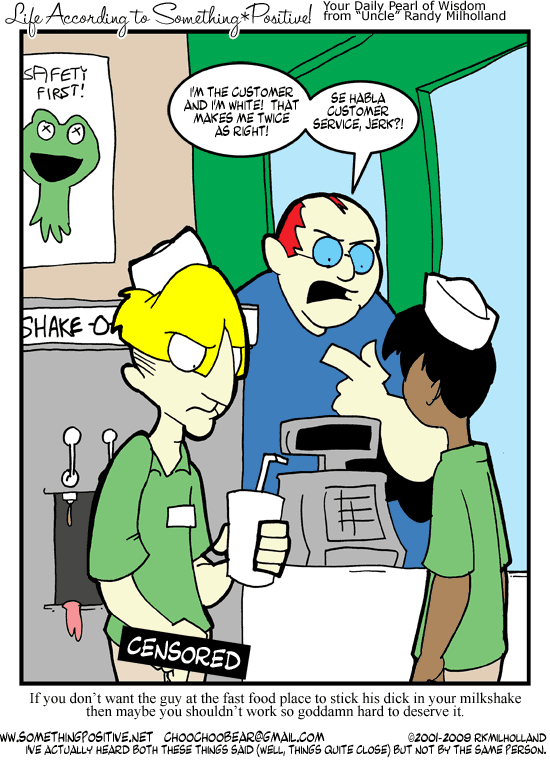 Life According to Something*Positive!
Your Daily Pearl of Wisdom
from "Uncle" Randy Milholland
SAFETY
FIRST!
I'M THE CUSTOMER
AND I'M WHITE! THAT
MAKES ME TWICE
AS RIGHT!
SE HABLA
CUSTOMER
SERVICE, JERK?!
SHAKE-O
CENSORED
If you don't want the guy at the fast food place to stick his dick in your milkshake
then maybe you shouldn't work so goddamn hard to deserve it.
WWW.SOMETHINGPOSITIVE.NET CHOOCHOOBEAR@GMAIL.COM ©2001-2009 RKMILHOLLAND
I'VE ACTUALLY HEARD BOTH THESE THINGS SAID (WELL, THINGS QUITE CLOSE) BUT NOT BY THE SAME PERSON.